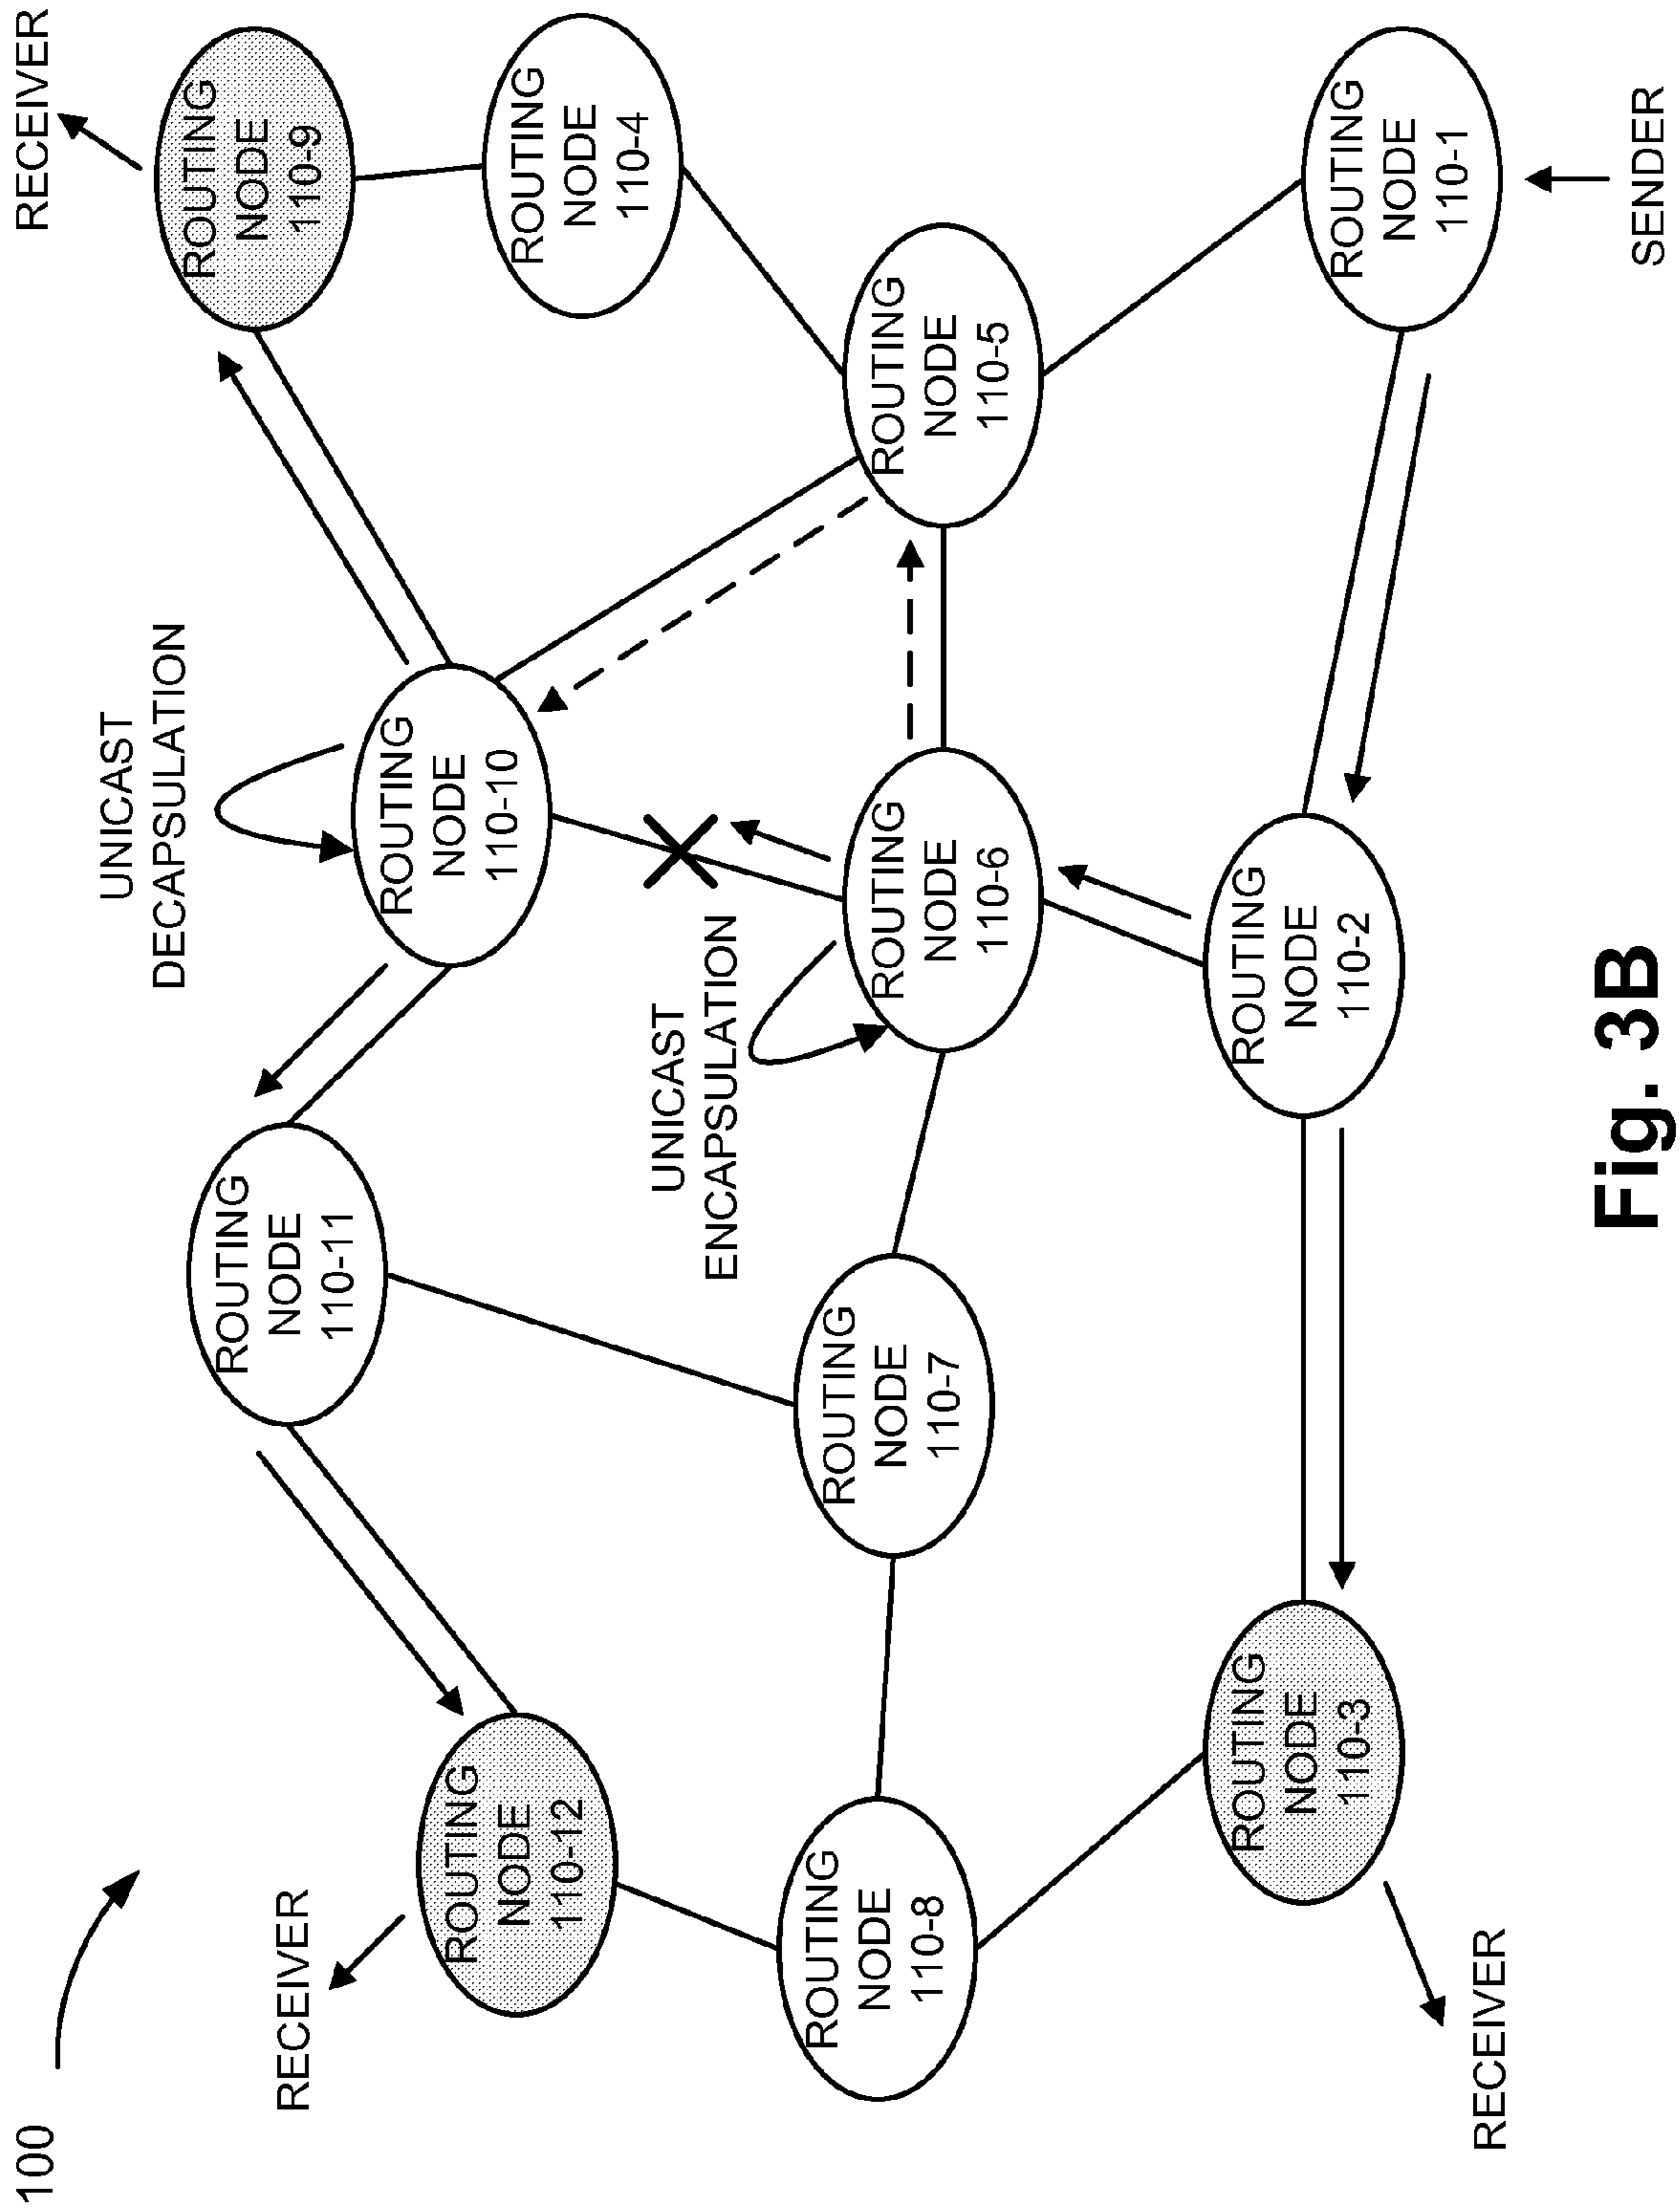 100
RECEIVER
ROUTING
NODE
110-12
ROUTING
NODE
110-11
UNICAST
DECAPSULATION
ROUTING
NODE
110-10
RECEIVER
ROUTING
NODE
110-9
ROUTING
NODE
110-8
ROUTING
NODE
110-7
UNICAST
ENCAPSULATION
ROUTING
NODE
110-6
ROUTING
NODE
110-5
ROUTING
NODE
110-4
RECEIVER
ROUTING
NODE
110-3
ROUTING
NODE
110-2
ROUTING
NODE
110-1
SENDER
Fig. 3B